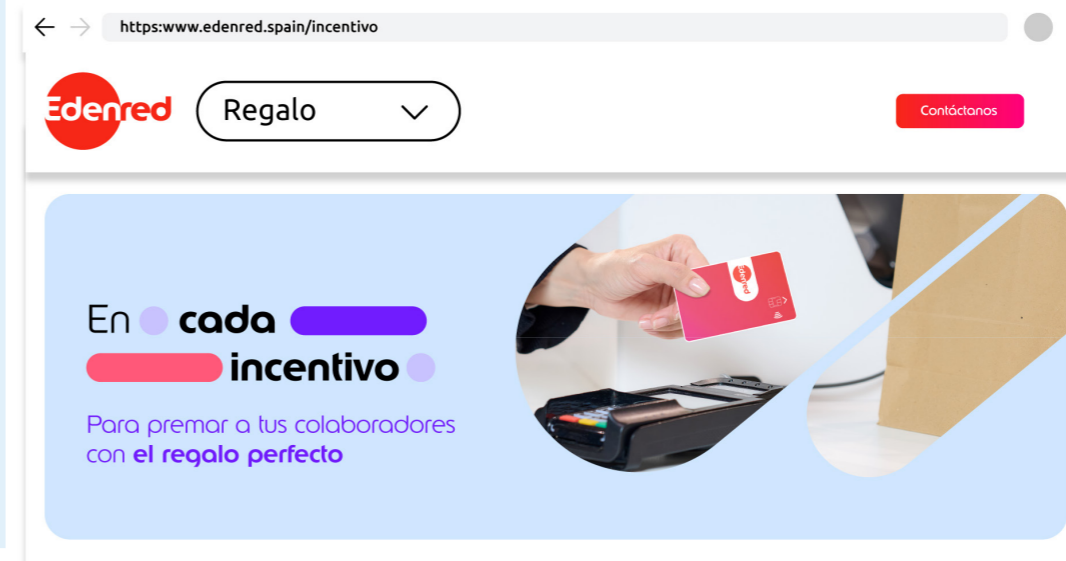 https:www.edenred.spain/incentivo
Edenred
Regalo
Contáctanos
Edenred
En cada
incentivo
Para premar a tus colaboradores
con el regalo perfecto